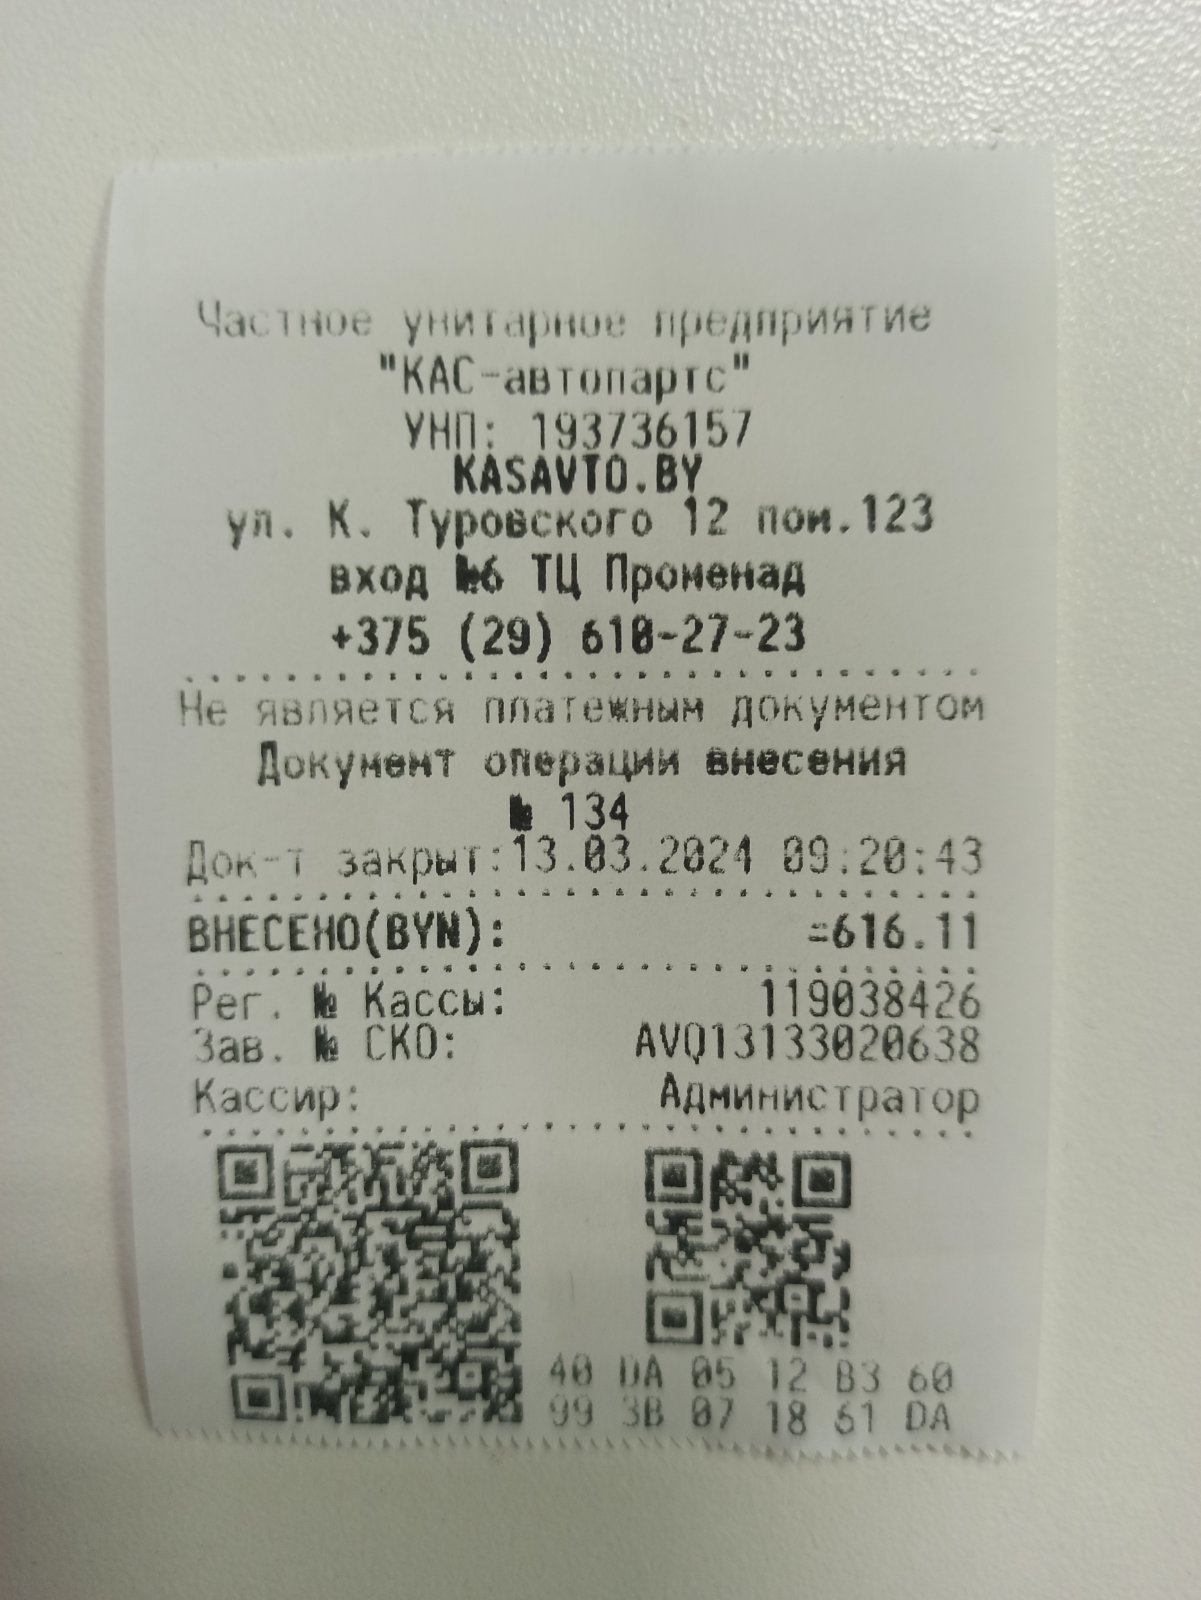 Частное унитарное предприятие
"КАС-автопартс"
УНП: 193736157
KASAVTO.BY
ул. К. Туровского 12 пом.123
вход №6 ТЦ Променад
+375 (29) 610-27-23
Не является платежным документом
Документ операции внесения
№ 134
Док-т закрыт:13.03.2024 09:20:43
ВНЕСЕНО(BYN): =616.11
Рег. № Кассы: 119038426
Зав. № СКО: AVQ13133020638
Кассир: Администратор
40 DA 05 12 B3 60
99 3B 07 18 61 DA